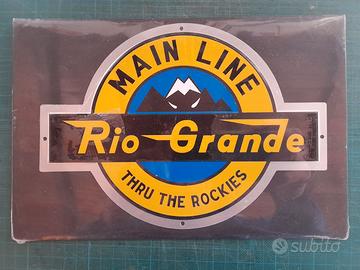 MAIN LINE
Rio Grande
THRU THE ROCKIES
subito